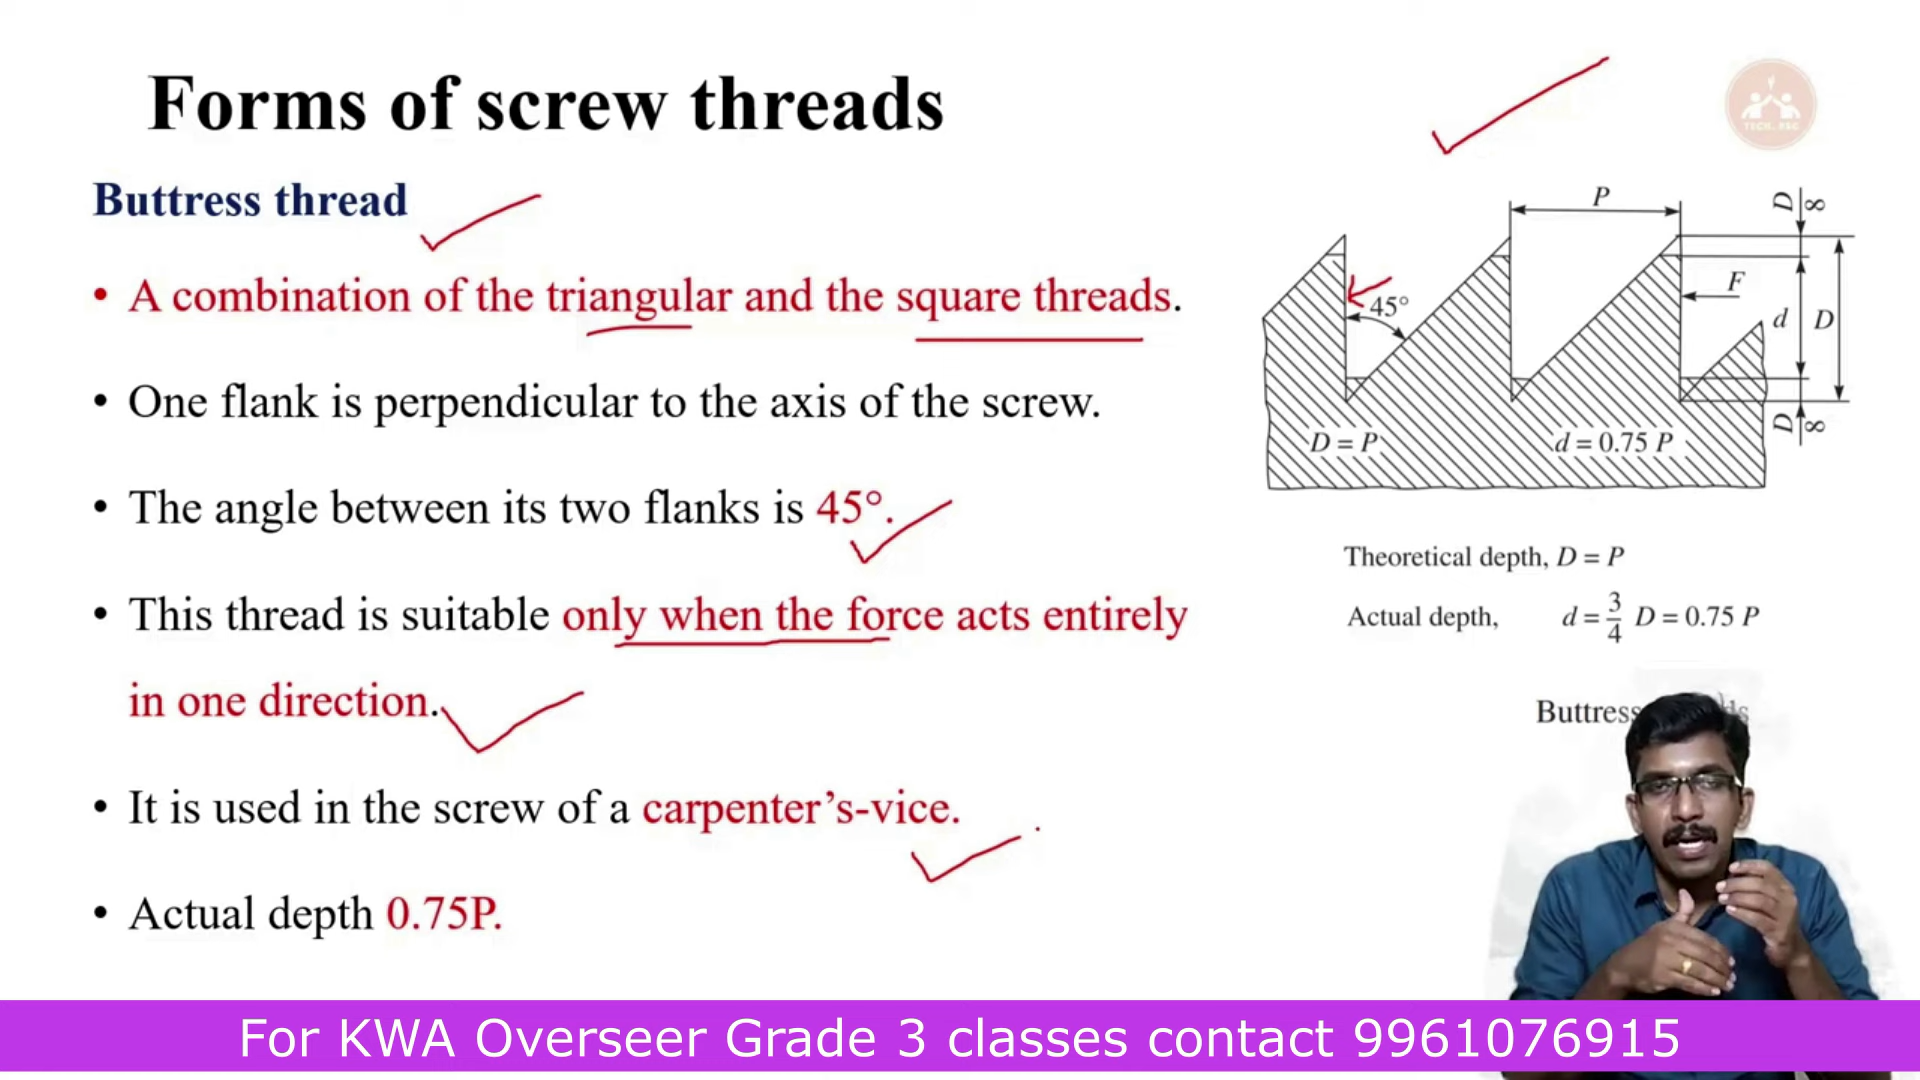 Forms of screw threads
Buttress thread
• A combination of the triangular and the square threads.
• One flank is perpendicular to the axis of the screw.
• The angle between its two flanks is 45°.
• This thread is suitable only when the force acts entirely
in one direction.
• It is used in the screw of a carpenter’s-vice.
• Actual depth 0.75P.
TECH. PSC
P
D
8
45°
F
d
D
D
8
D = P
d = 0.75 P
Theoretical depth, D = P
Actual depth, d = 3/4 D = 0.75 P
Buttress
For KWA Overseer Grade 3 classes contact 9961076915